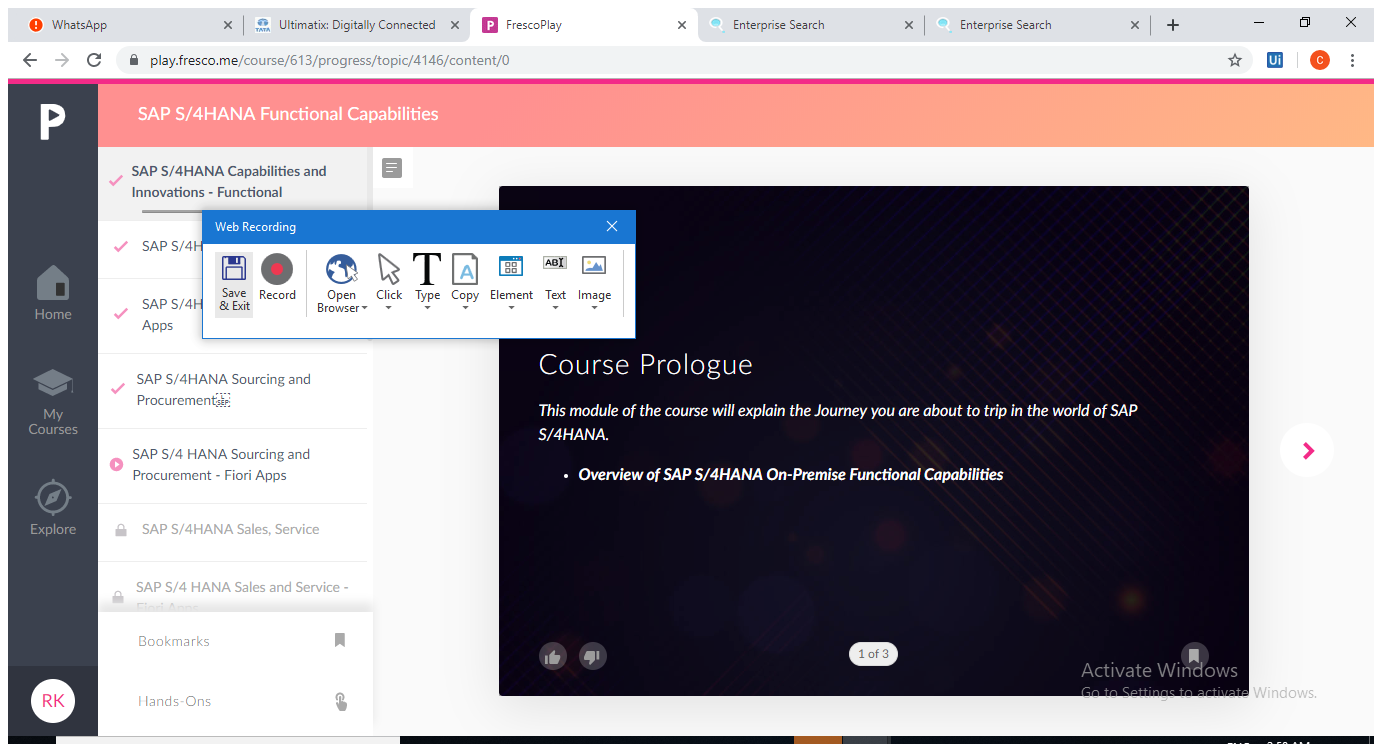 WhatsApp
Ultimatix: Digitally Connected
FrescoPlay
Enterprise Search
Enterprise Search
play.fresco.me/course/613/progress/topic/4146/content/0
Ui
C
P
SAP S/4HANA Functional Capabilities
SAP S/4HANA Capabilities and
Innovations - Functional
SAP S/4H
SAP S/4H
Apps
SAP S/4HANA Sourcing and
Procurement
SAP S/4 HANA Sourcing and
Procurement - Fiori Apps
SAP S/4HANA Sales, Service
SAP S/4 HANA Sales and Service -
Fiori Apps
Bookmarks
Hands-Ons
Home
My
Courses
Explore
RK
Web Recording
Save
& Exit
Record
Open
Browser
Click
T
Type
A
Copy
Element
ABI
Text
Image
Course Prologue
This module of the course will explain the Journey you are about to trip in the world of SAP
S/4HANA.
• Overview of SAP S/4HANA On-Premise Functional Capabilities
1 of 3
Activate Windows
Go to Settings to activate Windows.